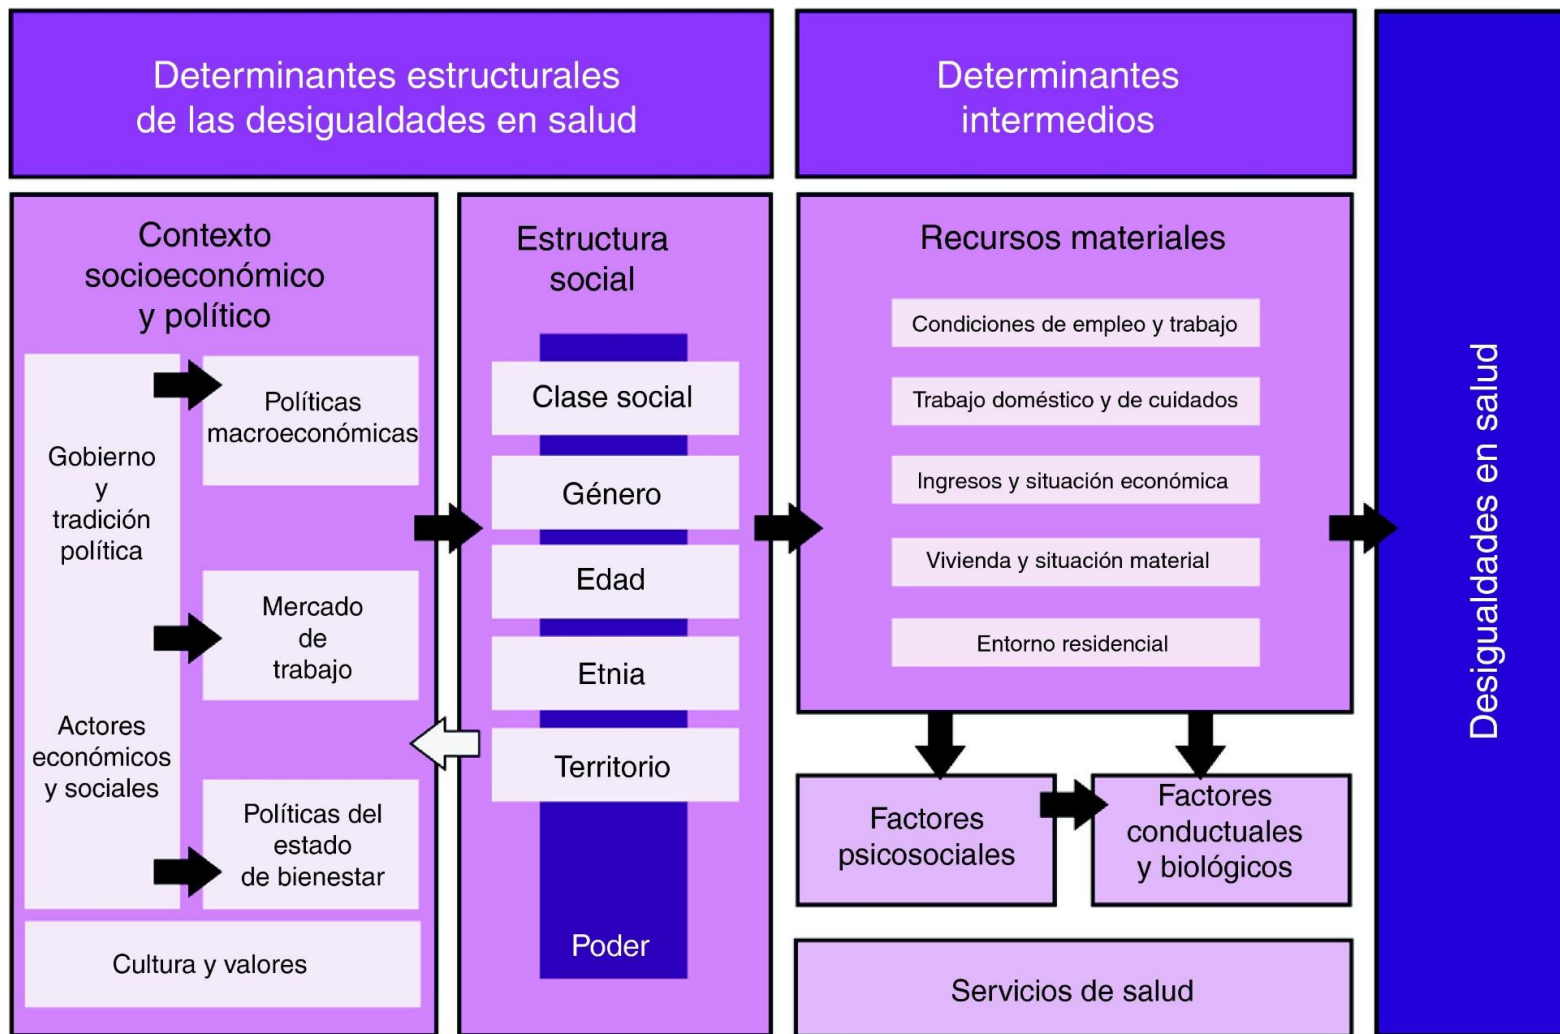 Determinantes estructurales
de las desigualdades en salud
Determinantes
intermedios
Contexto
socioeconómico
y político
Gobierno
y
tradición
política
Actores
económicos
y sociales
Políticas
macroeconómicas
Mercado
de
trabajo
Políticas del
estado
de bienestar
Cultura y valores
Estructura
social
Clase social
Género
Edad
Etnia
Territorio
Poder
Recursos materiales
Condiciones de empleo y trabajo
Trabajo doméstico y de cuidados
Ingresos y situación económica
Vivienda y situación material
Entorno residencial
Factores
psicosociales
Factores
conductuales
y biológicos
Servicios de salud
Desigualdades en salud